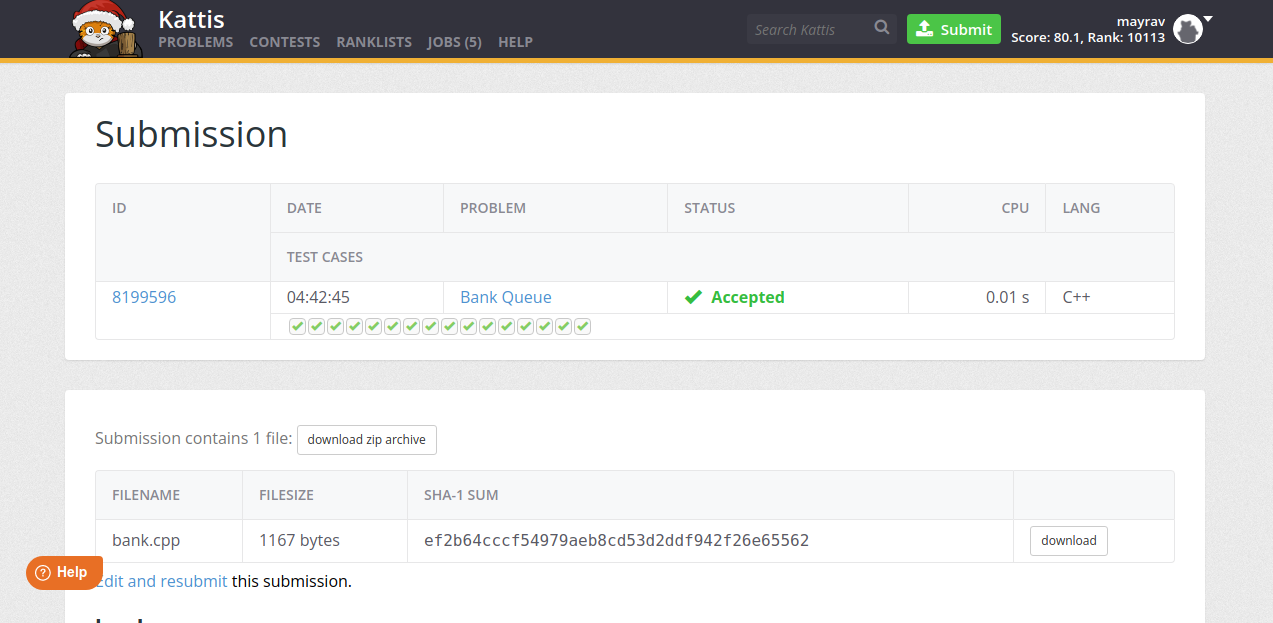 Kattis
PROBLEMS CONTESTS RANKLISTS JOBS (5) HELP
Search Kattis
Submit
mayrav
Score: 80.1, Rank: 10113
Submission
ID DATE PROBLEM STATUS CPU LANG
TEST CASES
8199596 04:42:45 Bank Queue Accepted 0.01 s C++
Submission contains 1 file: download zip archive
FILENAME FILESIZE SHA-1 SUM
bank.cpp 1167 bytes ef2b64cccf54979aeb8cd53d2ddf942f26e65562 download
Help
Edit and resubmit this submission.